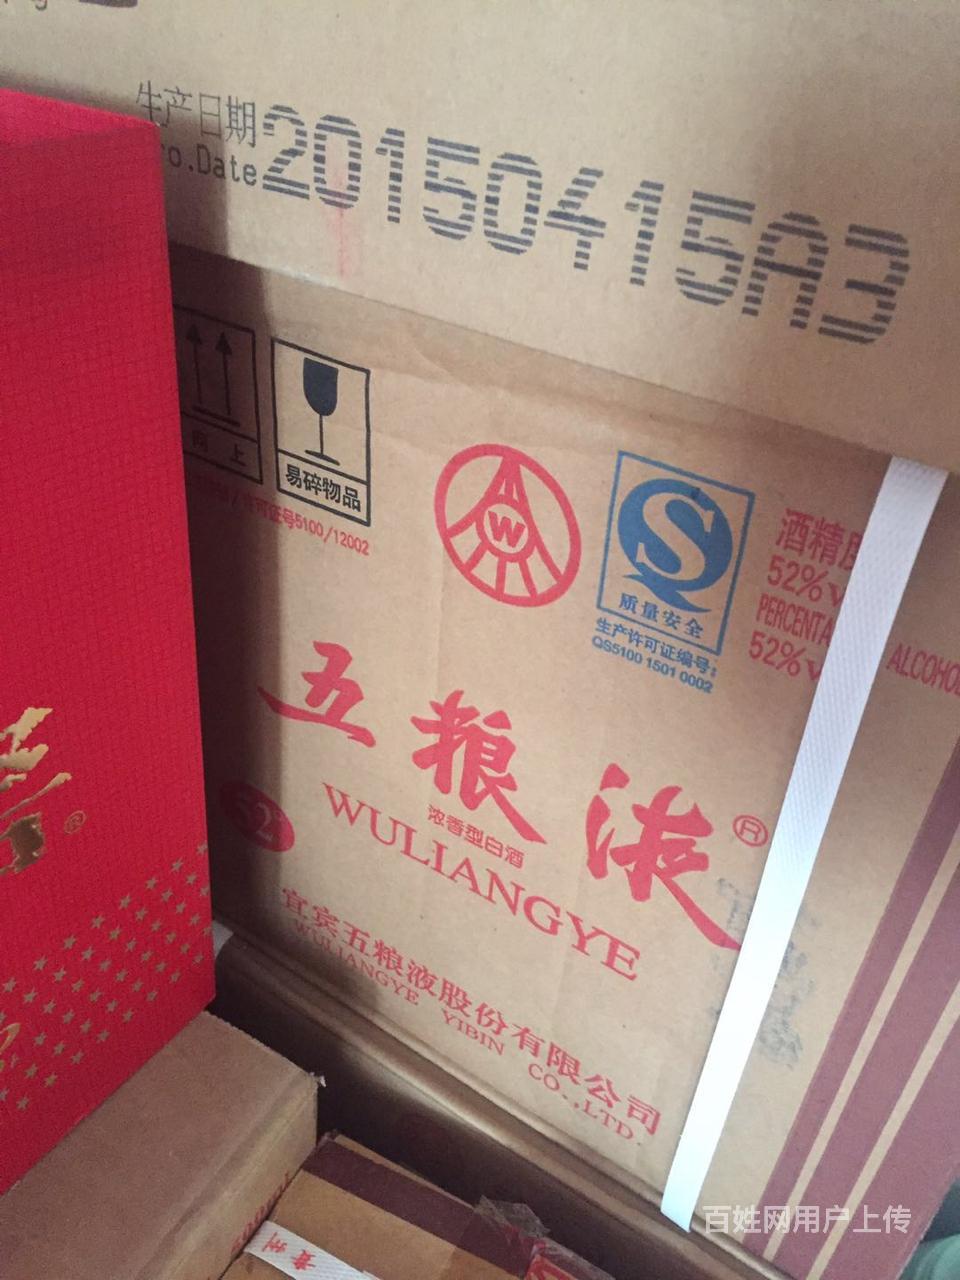 生产日期
Pro.Date
20150415A3
向上
易碎物品
许可证号5100/12002
W
S
质量安全
生产许可证编号:
QS5100 1501 0002
酒精度
52%v
PERCENTA ALCOHOL
52%v
五粮液®
浓香型白酒
52°
WULIANGYE
宜宾五粮液股份有限公司
WULIANGYE YIBIN CO.,LTD.
®
贵州
百姓网用户上传